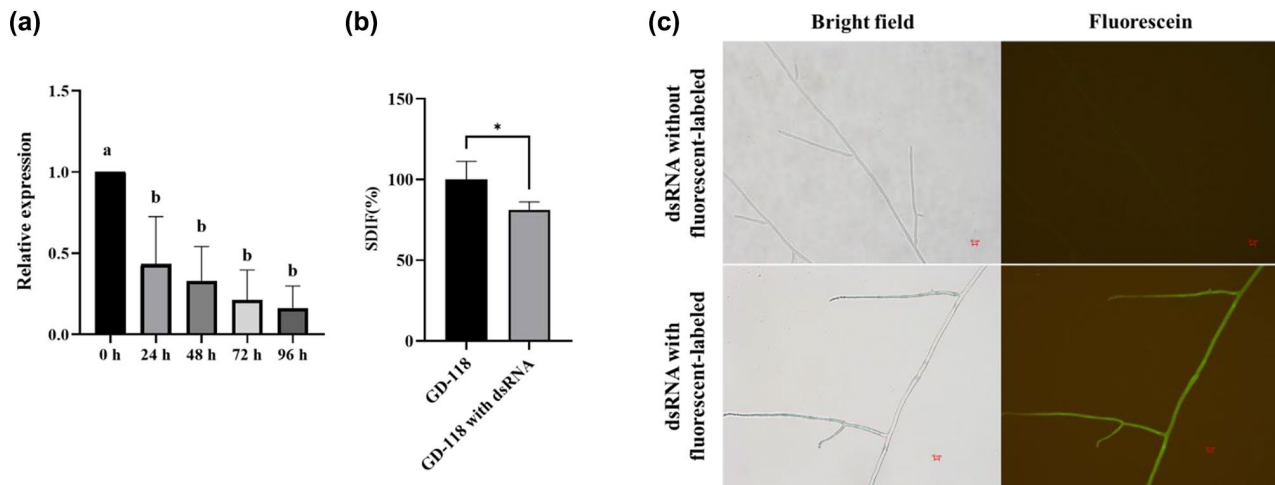 (a)
Relative expression
1.5
1.0
0.5
0.0
a
b
b
b
b
0 h
24 h
48 h
72 h
96 h
(b)
SDIF(%)
150
100
50
0
*
GD-118
GD-118 with dsRNA
(c)
Bright field
Fluorescein
dsRNA without
fluorescent-labeled
dsRNA with
fluorescent-labeled